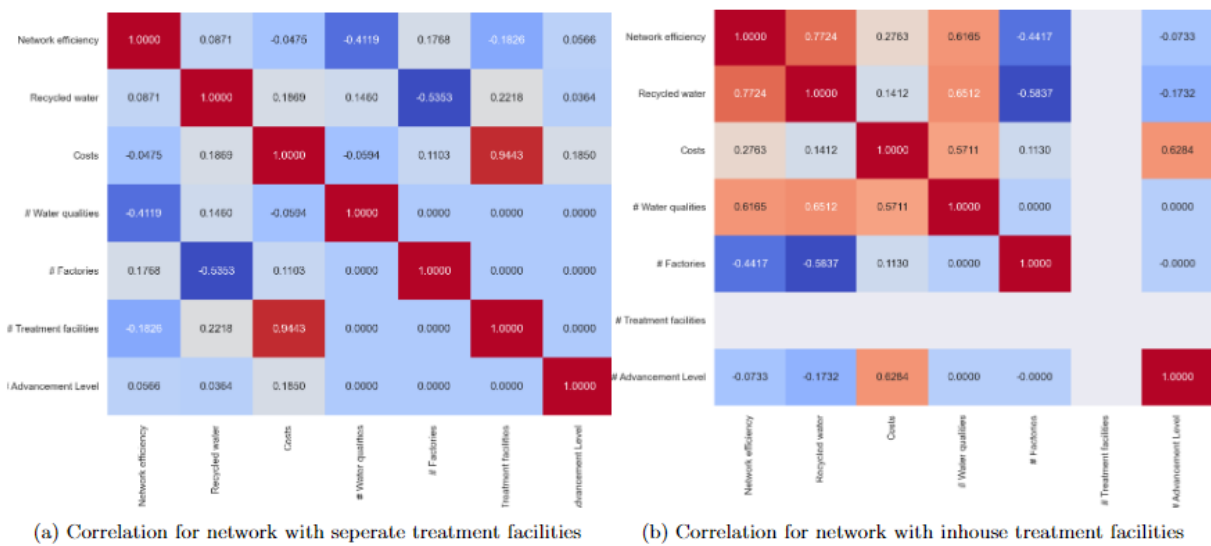 Network efficiency 1.0000 0.0871 -0.0475 -0.4119 0.1768 -0.1826 0.0566
Recycled water 0.0871 1.0000 0.1869 0.1460 -0.5353 0.2218 0.0364
Costs -0.0475 0.1869 1.0000 -0.0594 0.1103 0.9443 0.1850
# Water qualities -0.4119 0.1460 -0.0594 1.0000 0.0000 0.0000 0.0000
# Factories 0.1768 -0.5353 0.1103 0.0000 1.0000 0.0000 0.0000
# Treatment facilities -0.1826 0.2218 0.9443 0.0000 0.0000 1.0000 0.0000
Advancement Level 0.0566 0.0364 0.1850 0.0000 0.0000 0.0000 1.0000
Network efficiency
Recycled water
Costs
# Water qualities
# Factories
Treatment facilities
dvancement Level
(a) Correlation for network with seperate treatment facilities
Network efficiency 1.0000 0.7724 0.2763 0.6165 -0.4417 -0.0733
Recycled water 0.7724 1.0000 0.1412 0.6512 -0.5837 -0.1732
Costs 0.2763 0.1412 1.0000 0.5711 0.1130 0.6284
# Water qualities 0.6165 0.6512 0.5711 1.0000 0.0000 0.0000
# Factories -0.4417 -0.5837 0.1130 0.0000 1.0000 -0.0000
# Treatment facilities
# Advancement Level -0.0733 -0.1732 0.6284 0.0000 -0.0000 1.0000
Network efficiency
Recycled water
Costs
# Water qualities
# Factories
# Treatment facilities
# Advancement Level
(b) Correlation for network with inhouse treatment facilities